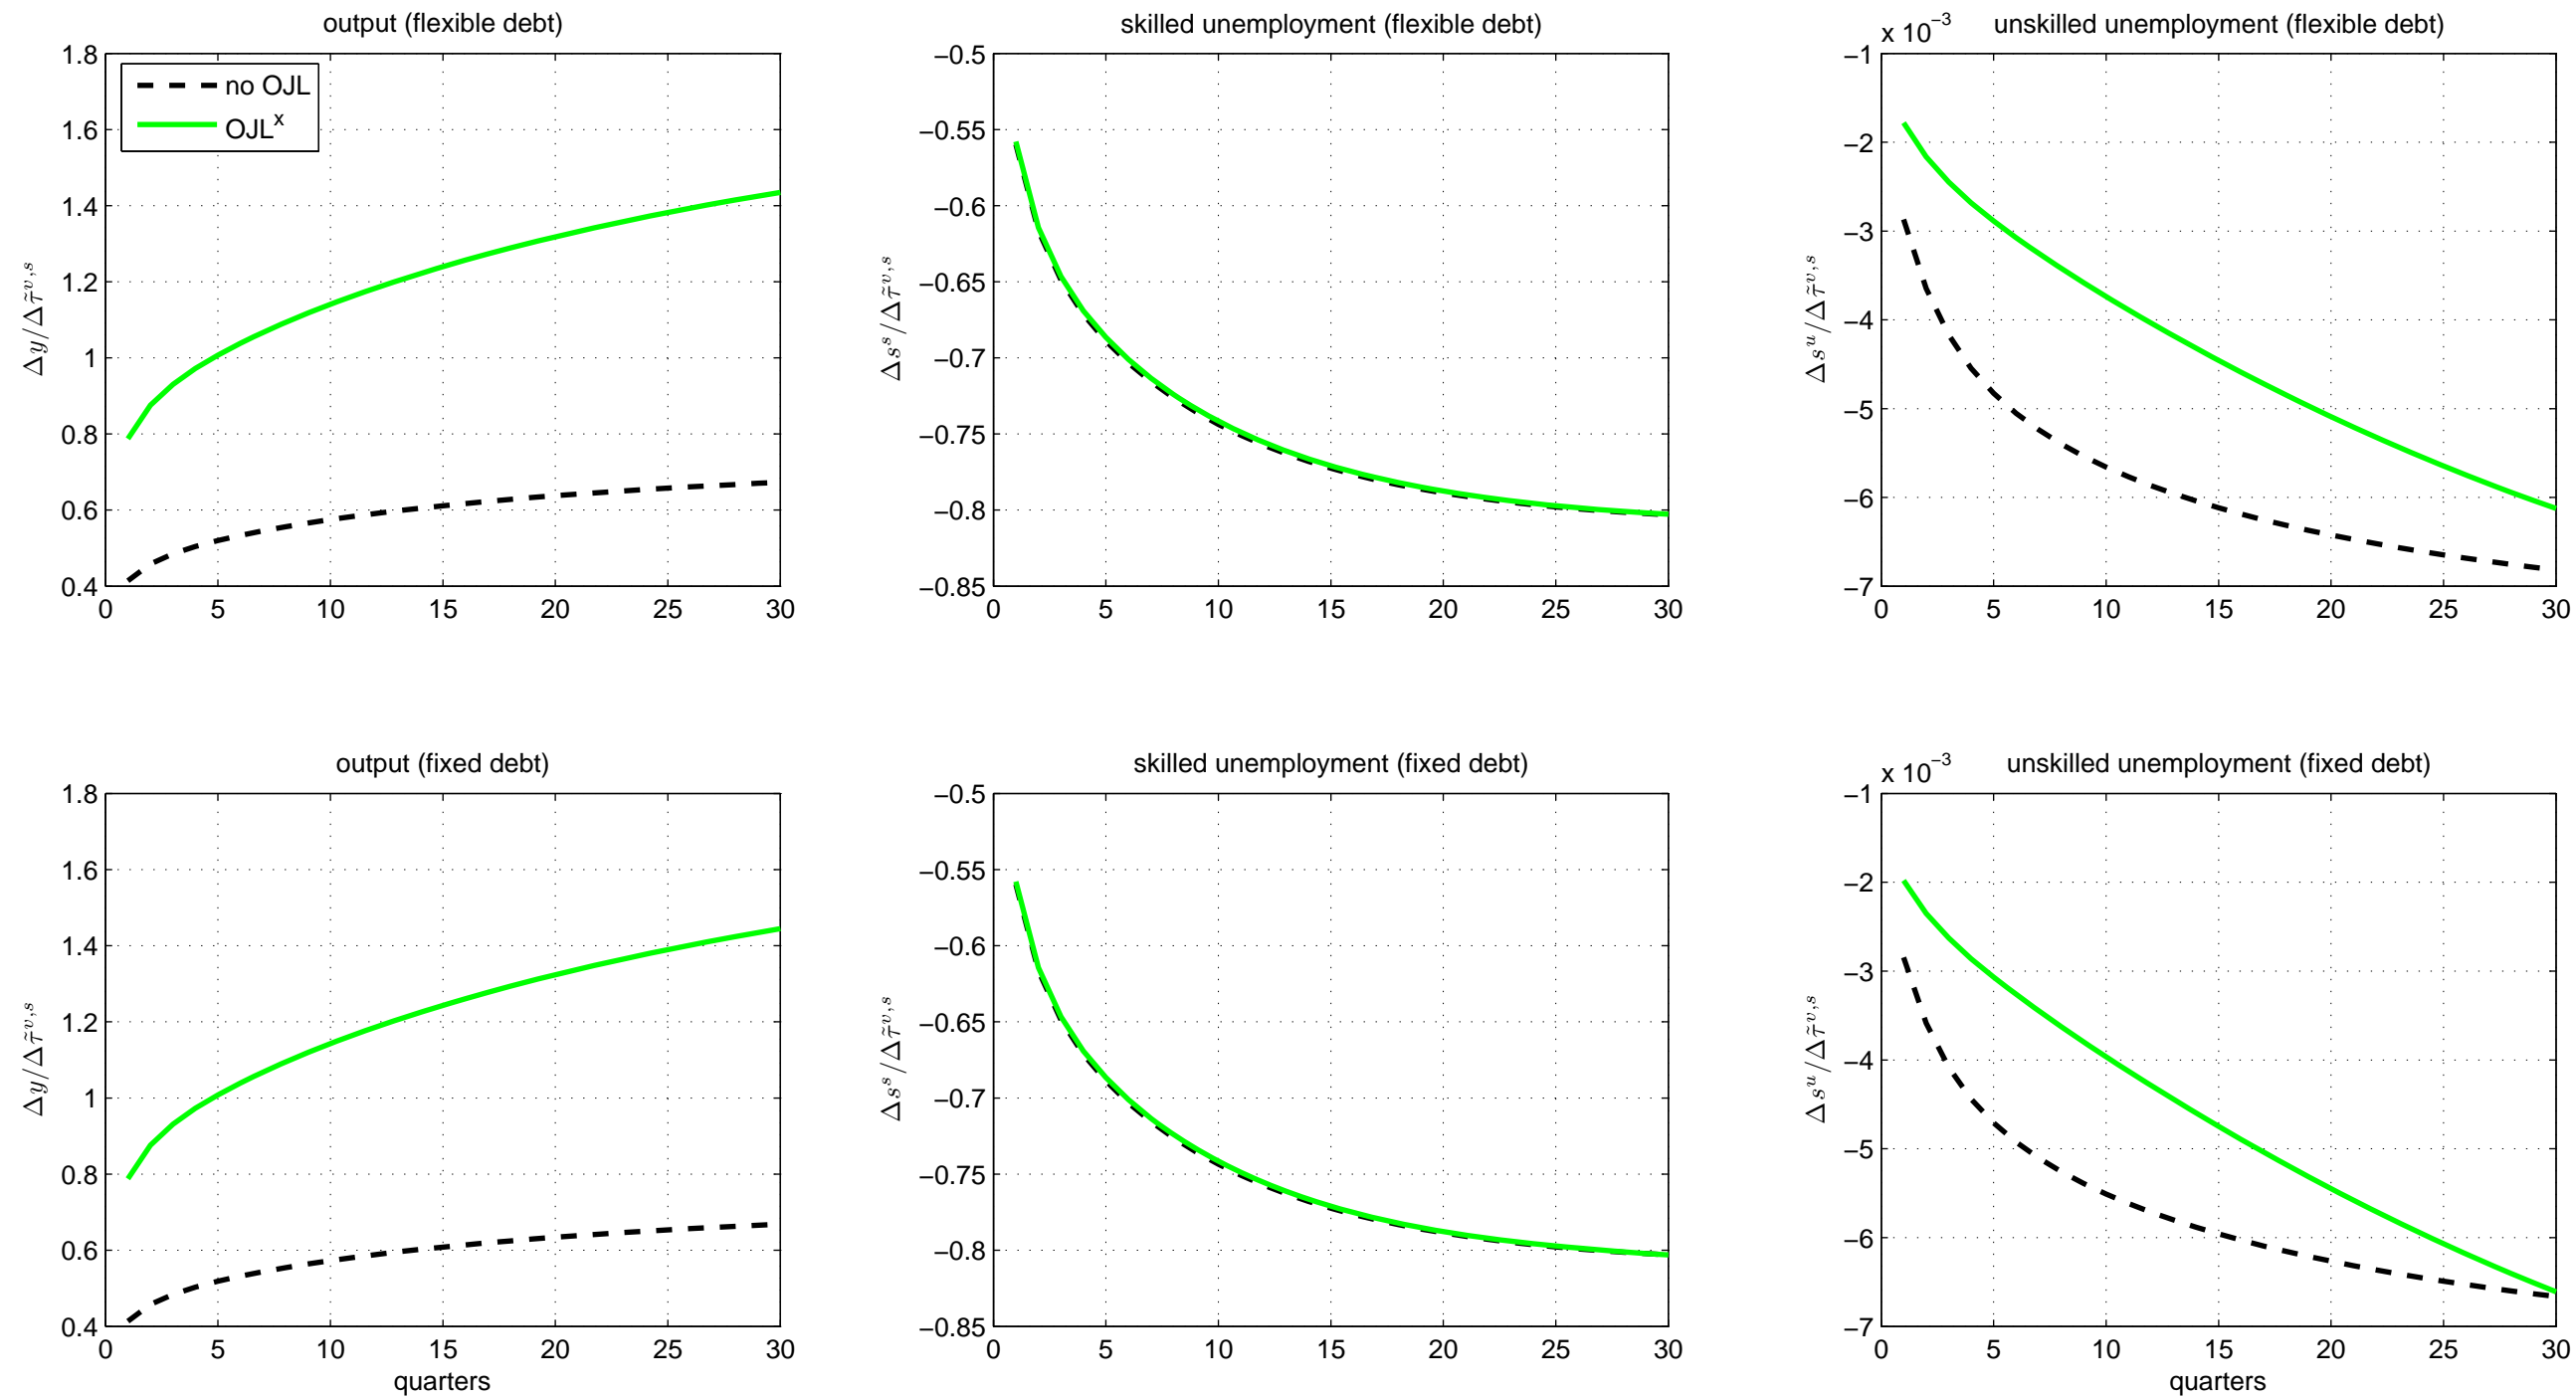 output (flexible debt)
1.8
1.6
1.4
1.2
1
0.8
0.6
0.4
0 5 10 15 20 25 30
Δy/Δτ̃^{v,s}
no OJL
OJL^x
skilled unemployment (flexible debt)
−0.5
−0.55
−0.6
−0.65
−0.7
−0.75
−0.8
−0.85
0 5 10 15 20 25 30
Δs^s/Δτ̃^{v,s}
unskilled unemployment (flexible debt)
x 10^{−3}
−1
−2
−3
−4
−5
−6
−7
0 5 10 15 20 25 30
Δs^u/Δτ̃^{v,s}
output (fixed debt)
1.8
1.6
1.4
1.2
1
0.8
0.6
0.4
0 5 10 15 20 25 30
Δy/Δτ̃^{v,s}
quarters
skilled unemployment (fixed debt)
−0.5
−0.55
−0.6
−0.65
−0.7
−0.75
−0.8
−0.85
0 5 10 15 20 25 30
Δs^s/Δτ̃^{v,s}
unskilled unemployment (fixed debt)
x 10^{−3}
−1
−2
−3
−4
−5
−6
−7
0 5 10 15 20 25 30
Δs^u/Δτ̃^{v,s}
quarters